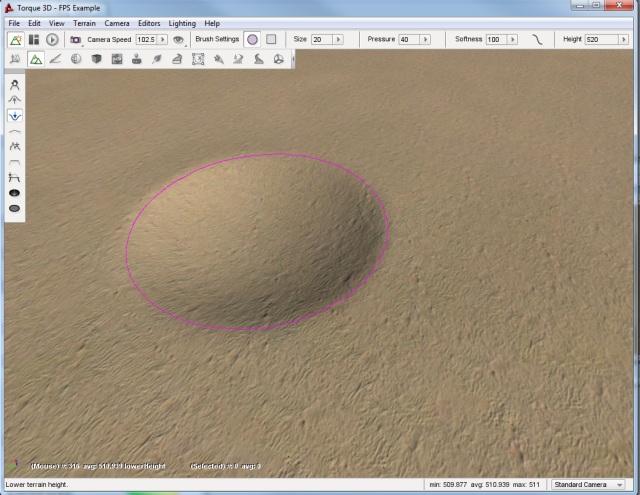 Torque 3D - FPS Example
File Edit View Terrain Camera Editors Lighting Help
Camera Speed 102.5 Brush Settings Size 20 Pressure 40 Softness 100 Height 520
(Mouse) #: 316 avg: 510.939 lowerHeight (Selected) #: 0 avg: 0
Lower terrain height. min: 509.877 avg: 510.939 max: 511 Standard Camera